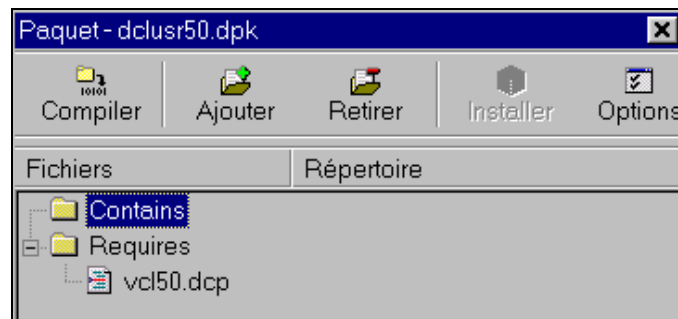 Paquet - dclusr50.dpk
Compiler Ajouter Retirer Installer Options
Fichiers Répertoire
Contains
Requires
vcl50.dcp